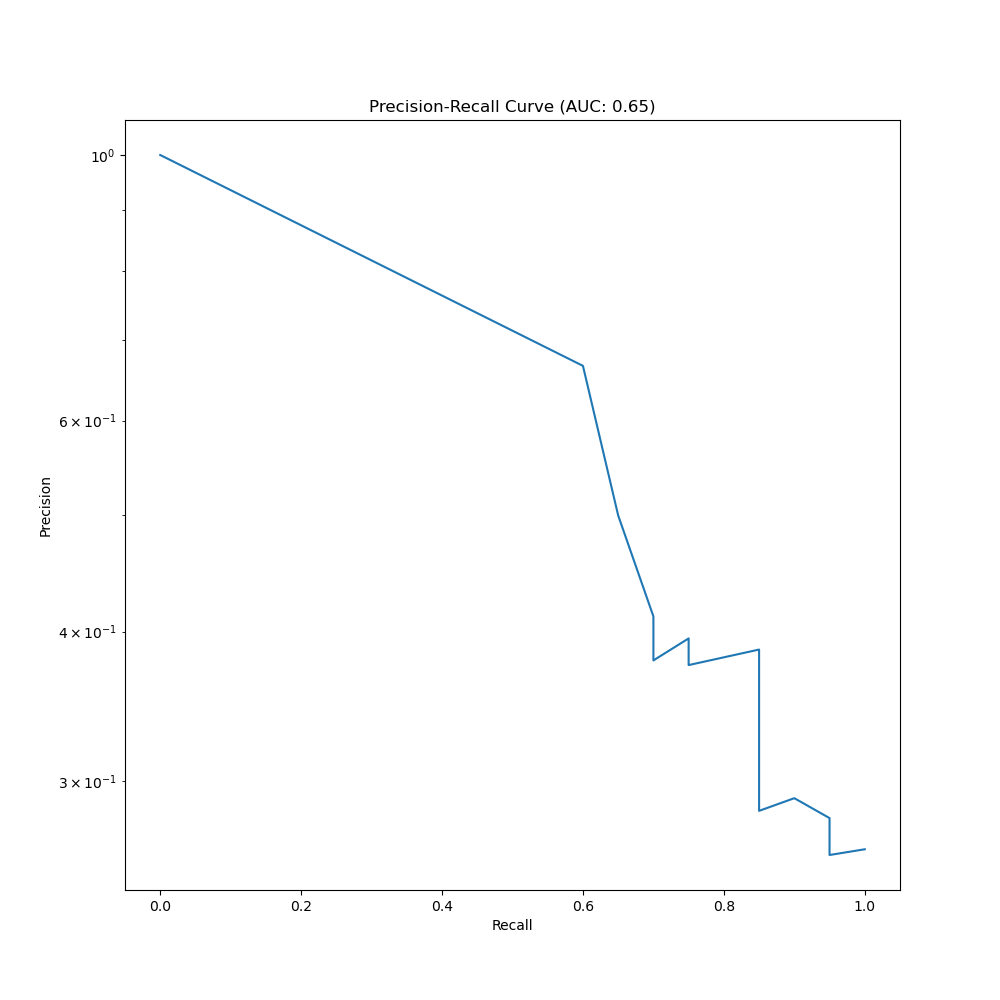 Precision-Recall Curve (AUC: 0.65)
10⁰
6 × 10⁻¹
4 × 10⁻¹
3 × 10⁻¹
Precision
0.0 0.2 0.4 0.6 0.8 1.0
Recall